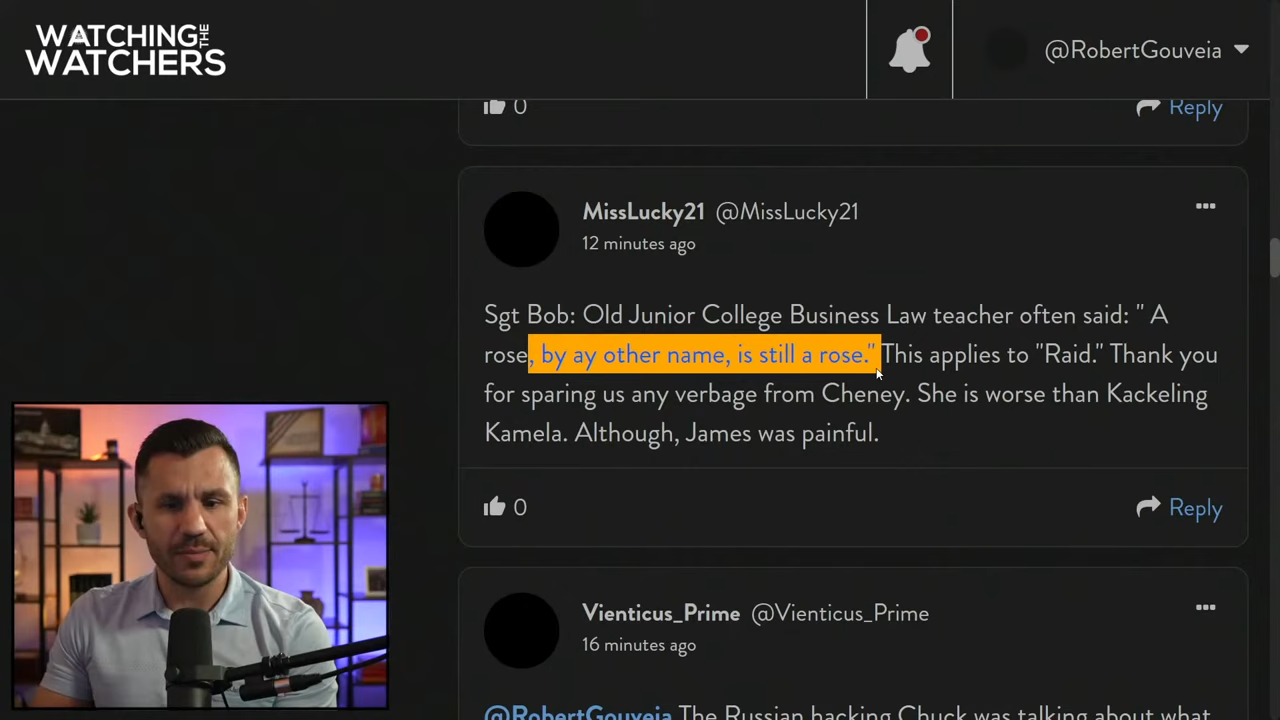 WATCHING THE
WATCHERS
@RobertGouveia
0
Reply
MissLucky21 @MissLucky21
12 minutes ago
Sgt Bob: Old Junior College Business Law teacher often said: " A
rose, by ay other name, is still a rose." This applies to "Raid." Thank you
for sparing us any verbage from Cheney. She is worse than Kackeling
Kamela. Although, James was painful.
0
Reply
Vienticus_Prime @Vienticus_Prime
16 minutes ago
@RobertGouveia The Russian hacking Chuck was talking about what